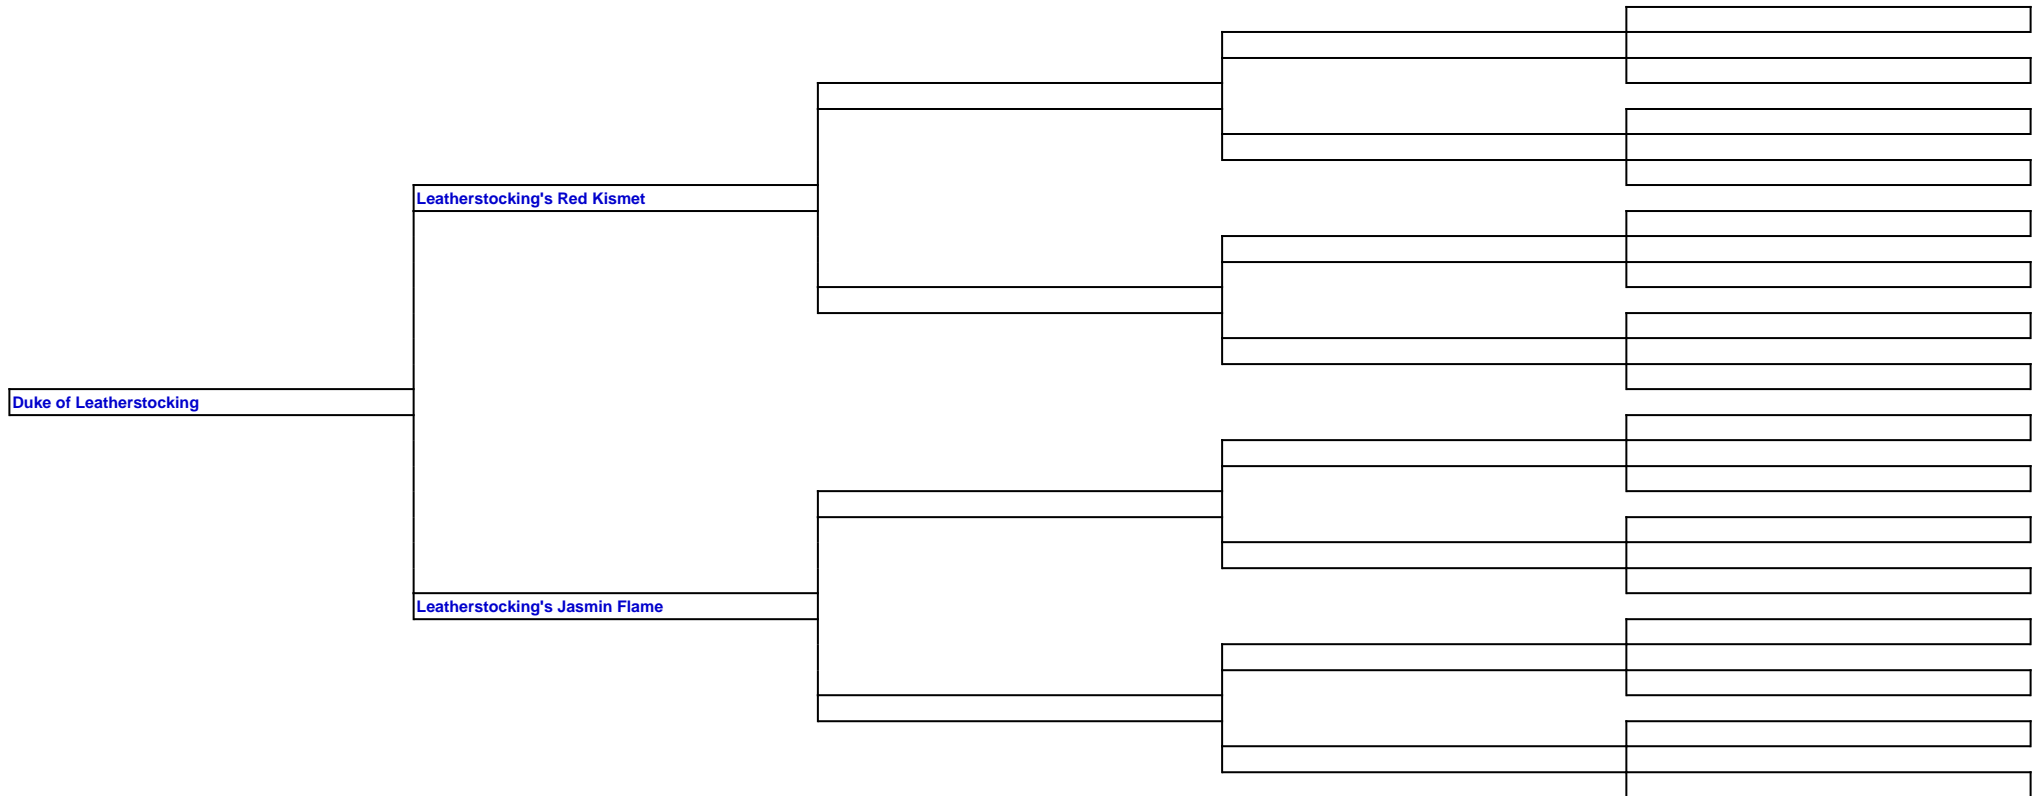 Leatherstocking's Red Kismet
Duke of Leatherstocking
Leatherstocking's Jasmin Flame